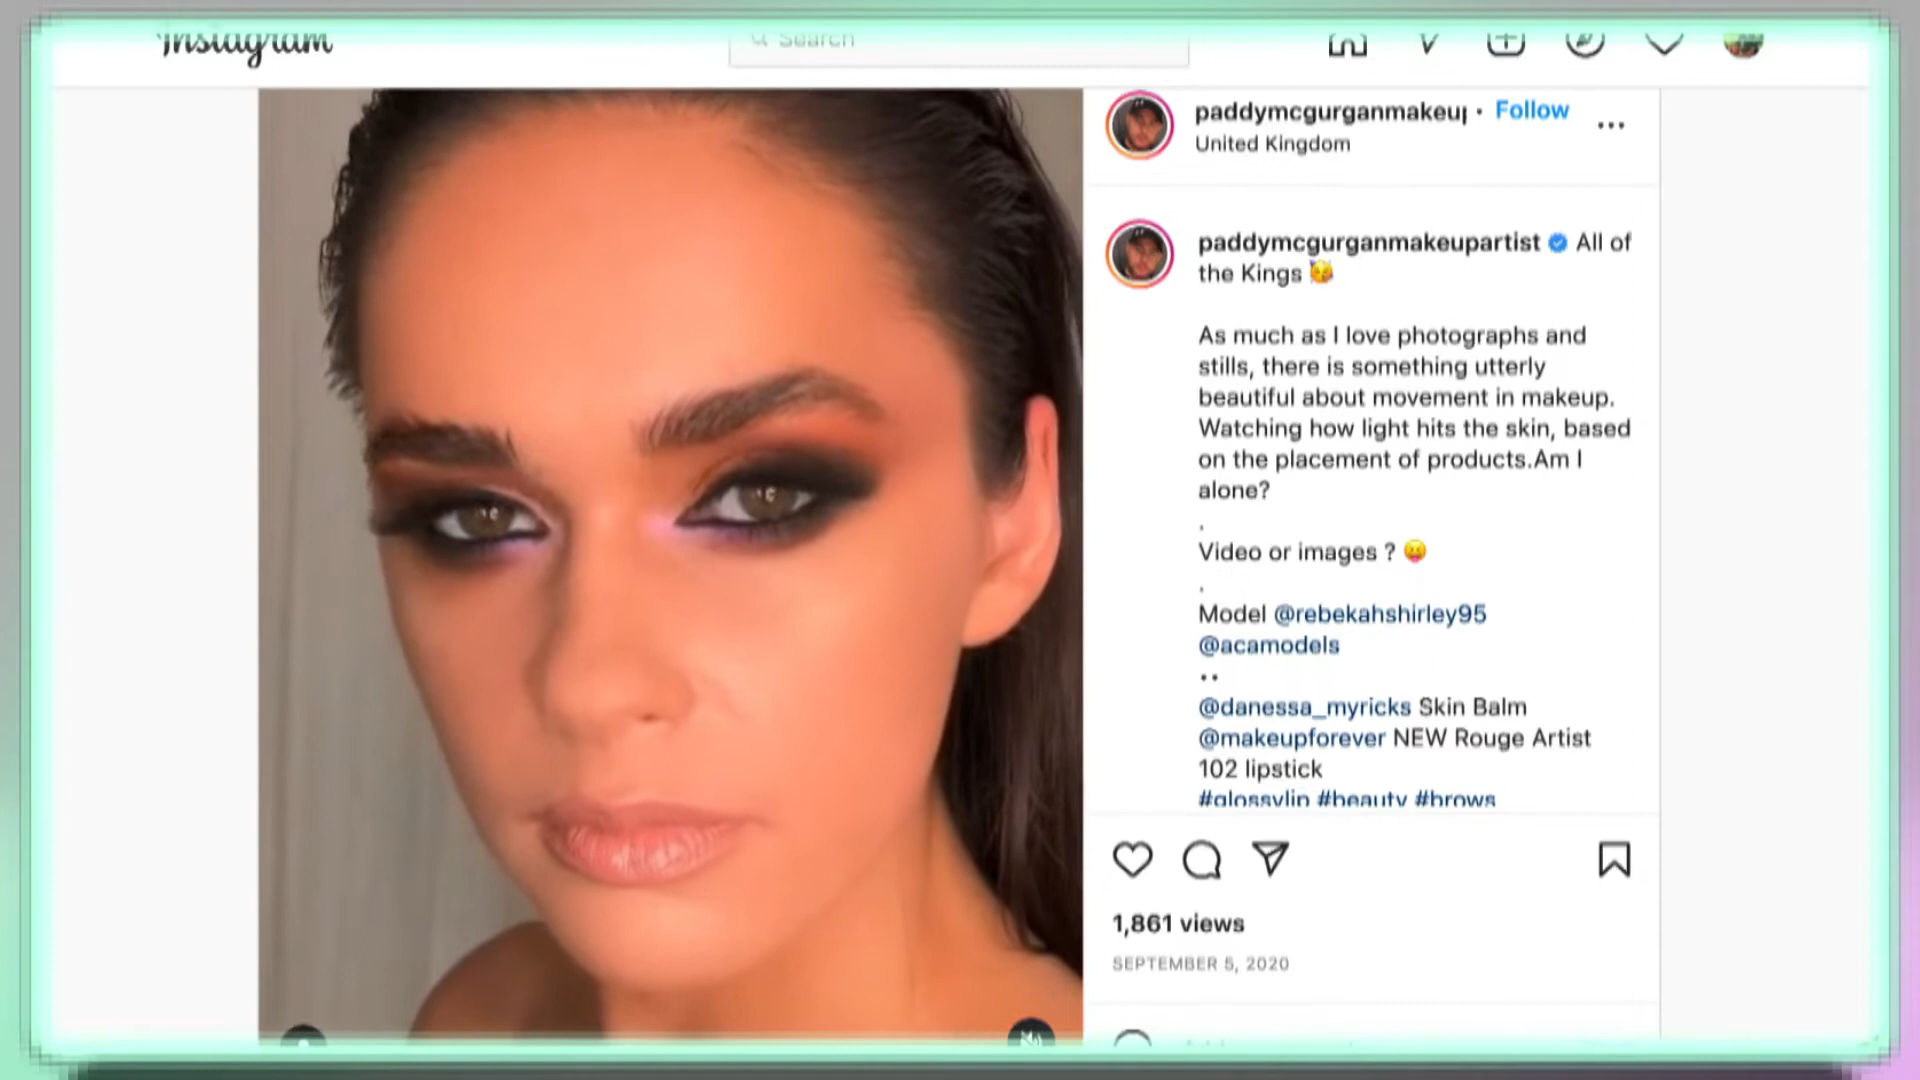 Instagram
Search
paddymcgurganmakeup • Follow
United Kingdom
...
paddymcgurganmakeupartist All of
the Kings 🥳
As much as I love photographs and
stills, there is something utterly
beautiful about movement in makeup.
Watching how light hits the skin, based
on the placement of products.Am I
alone?
.
Video or images ? 😝
.
Model @rebekahshirley95
@acamodels
..
@danessa_myricks Skin Balm
@makeupforever NEW Rouge Artist
102 lipstick
#glossylip #beauty #brows
1,861 views
SEPTEMBER 5, 2020